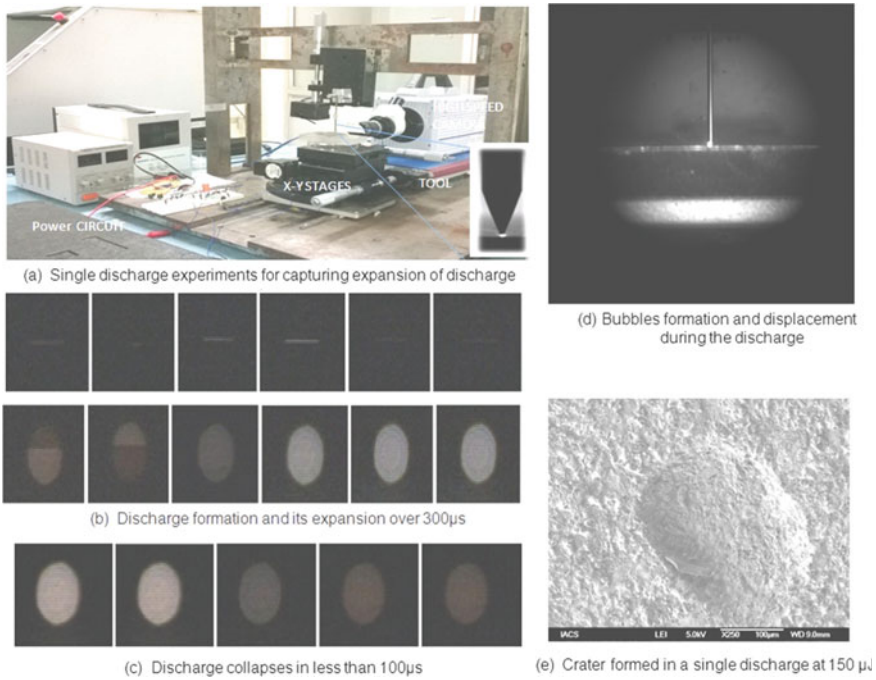 HIGHSPEED
CAMERA
X-YSTAGES
TOOL
Power CIRCUIT
(a) Single discharge experiments for capturing expansion of discharge
(b) Discharge formation and its expansion over 300µs
(c) Discharge collapses in less than 100µs
(d) Bubbles formation and displacement
during the discharge
IACS LEI 5.0kV X250 100µm WD 9.0mm
(e) Crater formed in a single discharge at 150 µJ